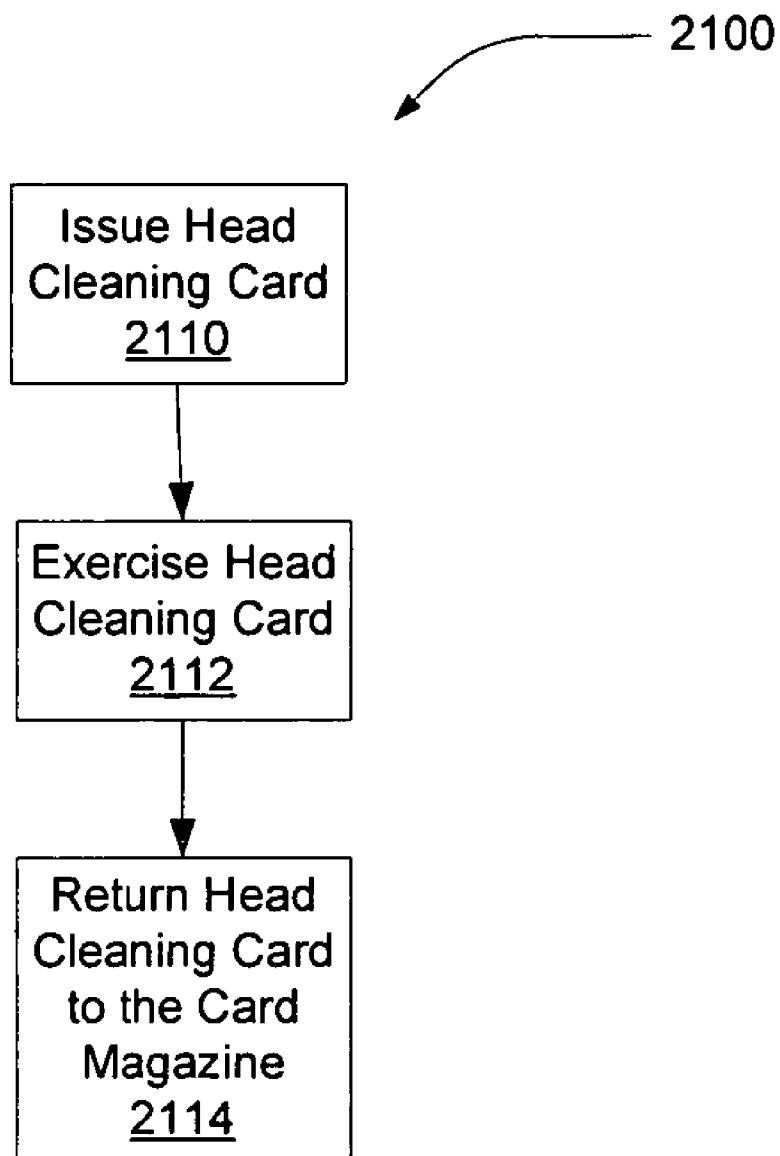 2100
Issue Head
Cleaning Card
2110
Exercise Head
Cleaning Card
2112
Return Head
Cleaning Card
to the Card
Magazine
2114